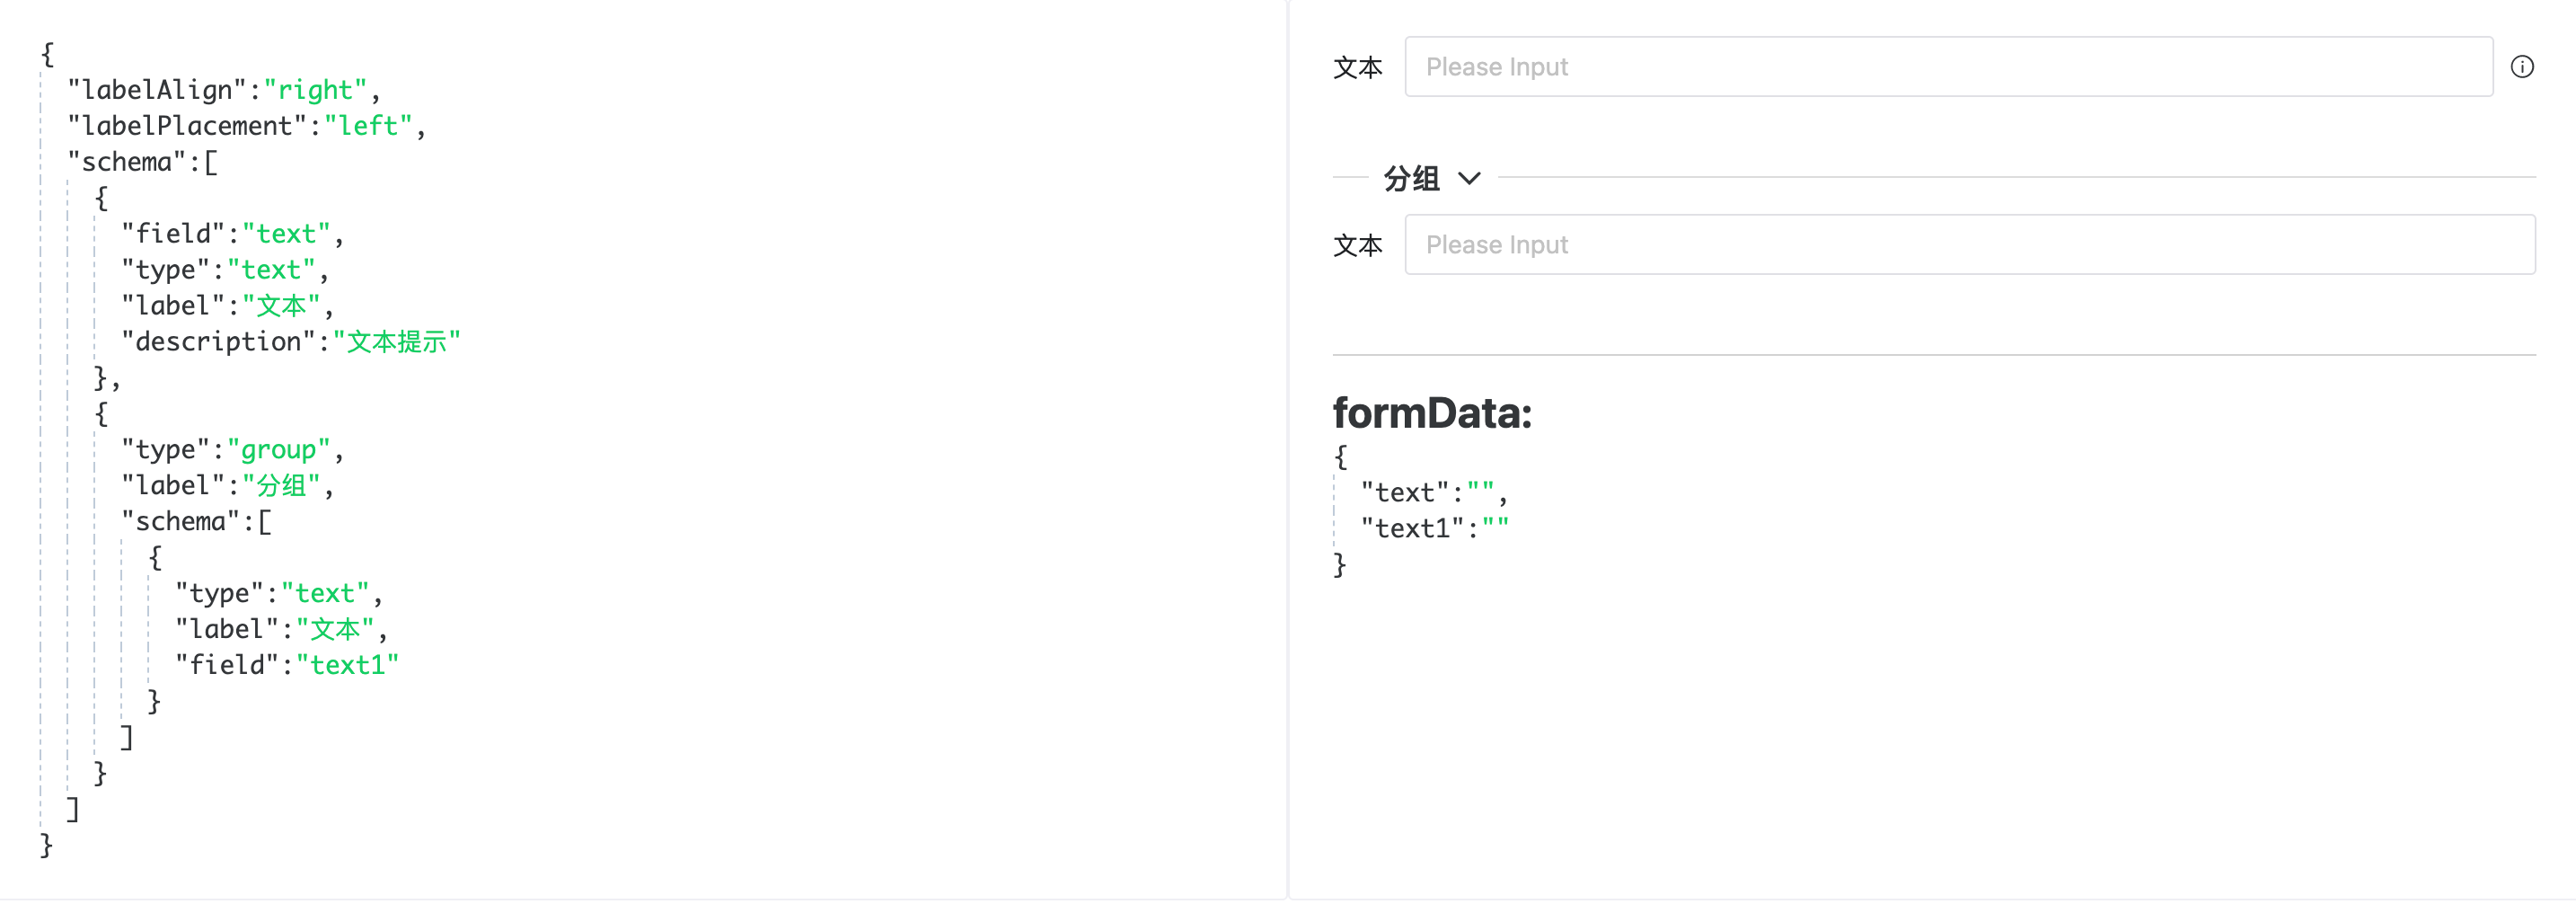 {
"labelAlign":"right",
"labelPlacement":"left",
"schema":[
{
"field":"text",
"type":"text",
"label":"文本",
"description":"文本提示"
},
{
"type":"group",
"label":"分组",
"schema":[
{
"type":"text",
"label":"文本",
"field":"text1"
}
]
}
]
}
文本 Please Input
分组
文本 Please Input
formData:
{
"text":"",
"text1":""
}